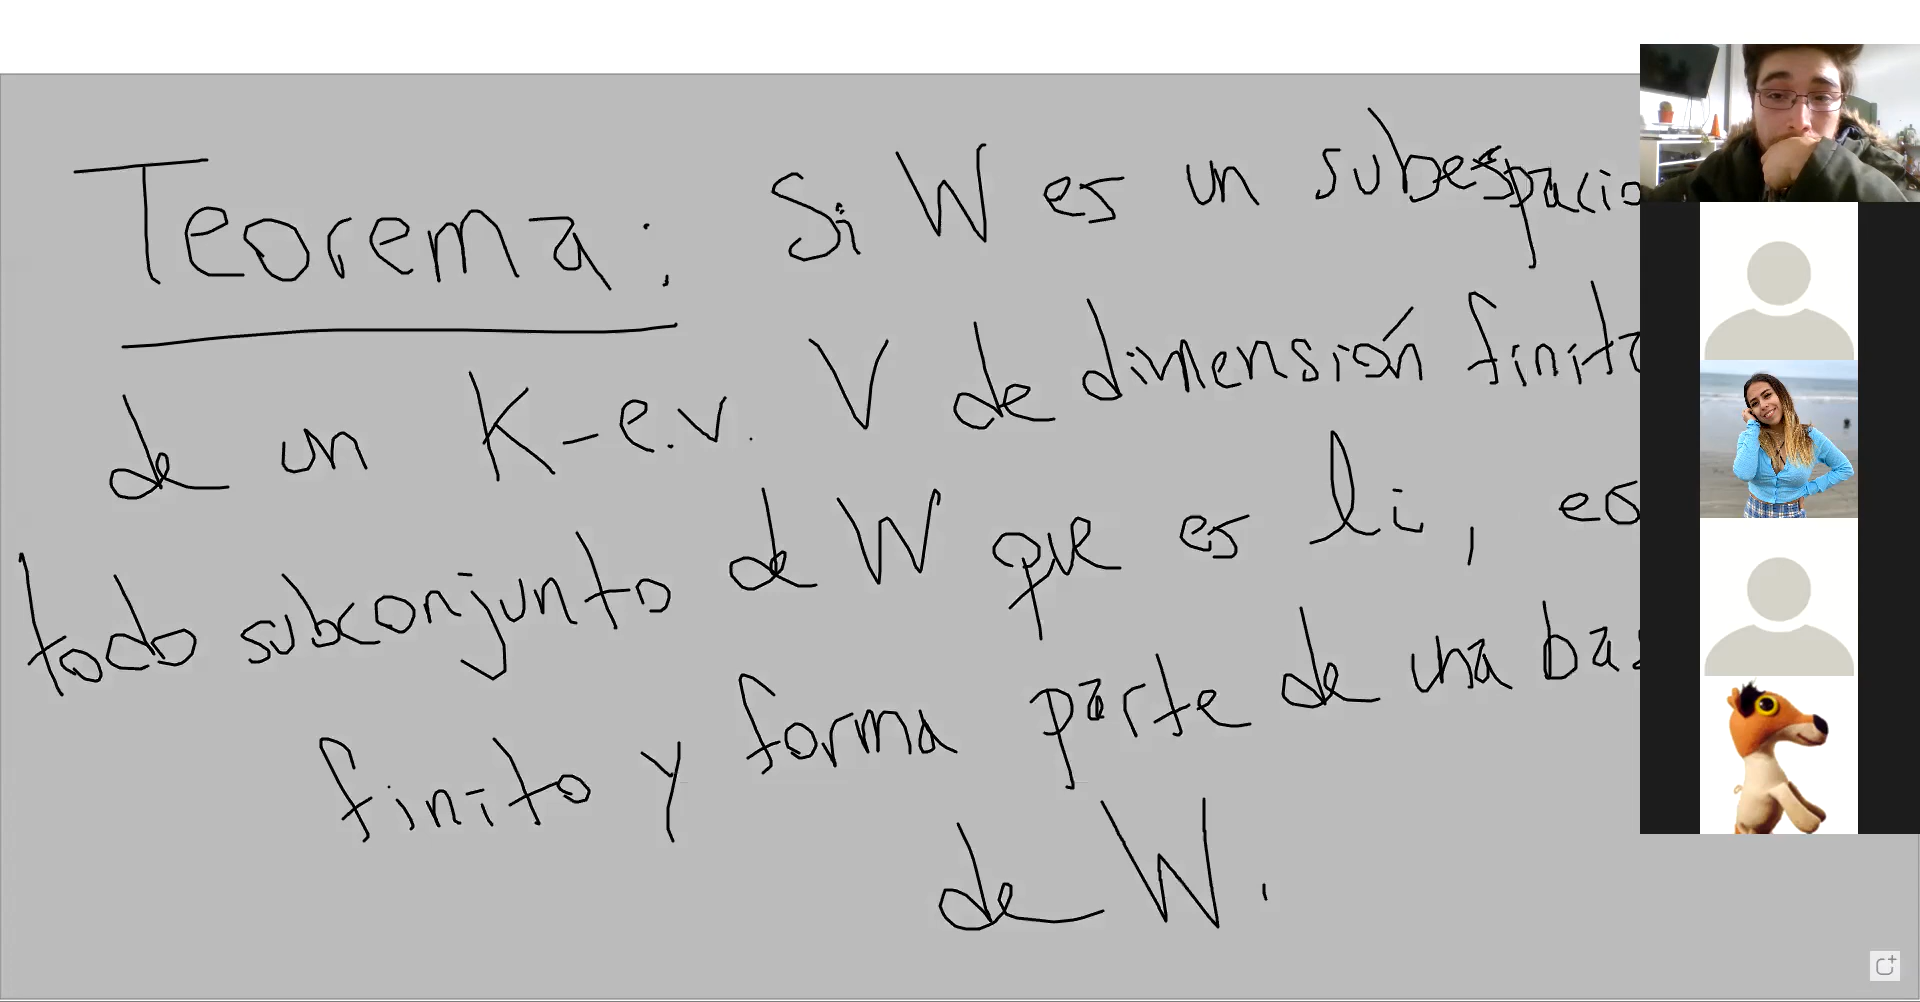 Teorema: Si W es un subespacio
de un K-e.v. V de dimensión finita
todo subconjunto de W que es li, es
finito y forma parte de una bas
de W.